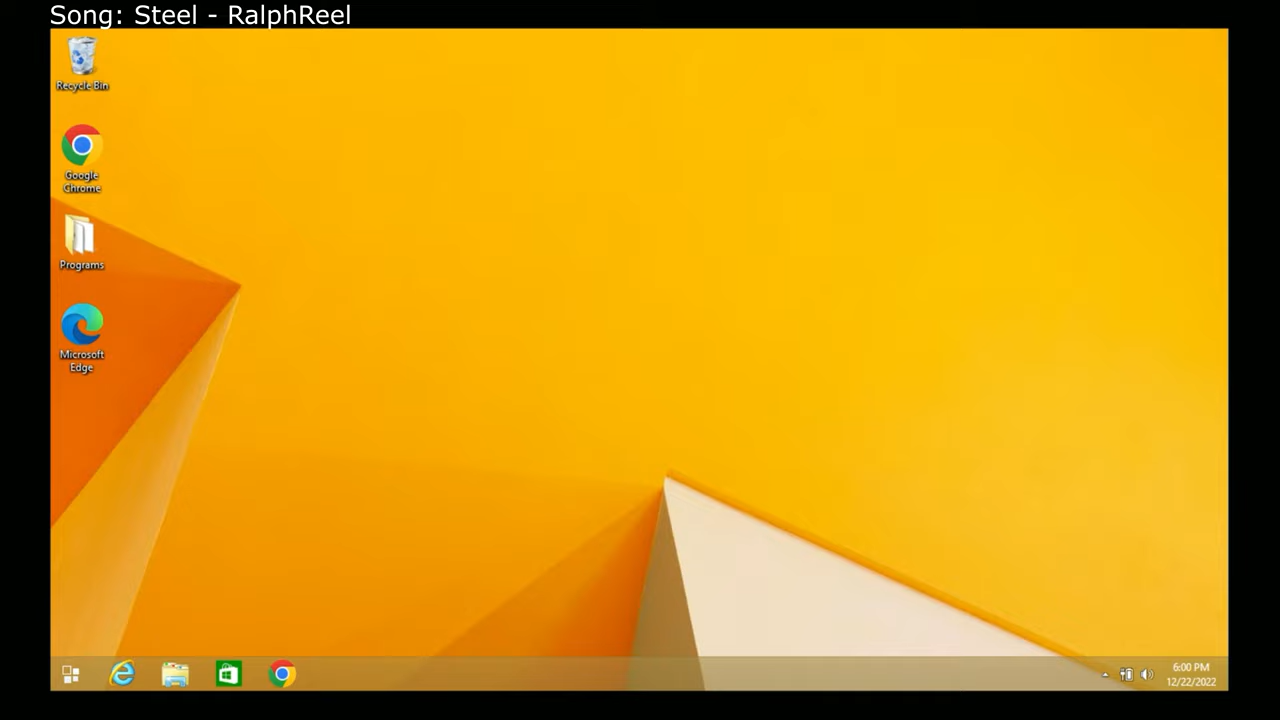 Song: Steel - RalphReel
Recycle Bin
Google
Chrome
Programs
Microsoft
Edge
6:00 PM
12/22/2022